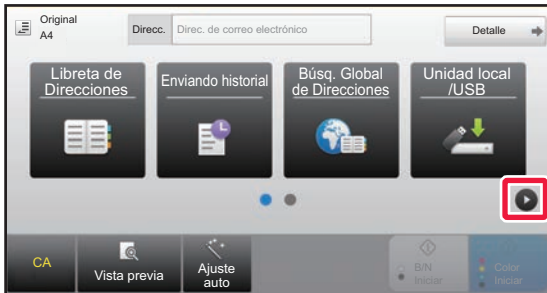 Original
A4
Direcc.
Direc. de correo electrónico
Detalle
Libreta de
Direcciones
Enviando historial
Búsq. Global
de Direcciones
Unidad local
/USB
CA
Vista previa
Ajuste
auto
B/N
Iniciar
Color
Iniciar